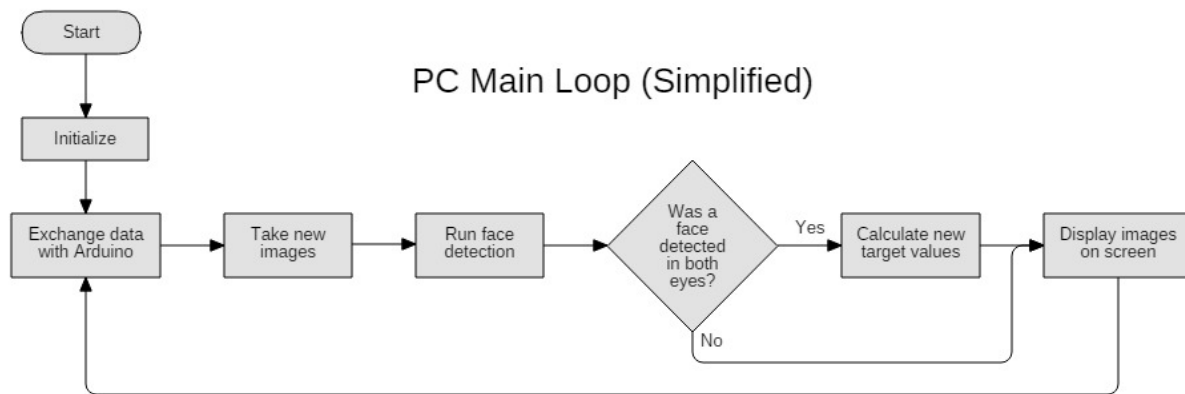 Start
PC Main Loop (Simplified)
Initialize
Exchange data
with Arduino
Take new
images
Run face
detection
Was a
face
detected
in both
eyes?
Yes
Calculate new
target values
Display images
on screen
No